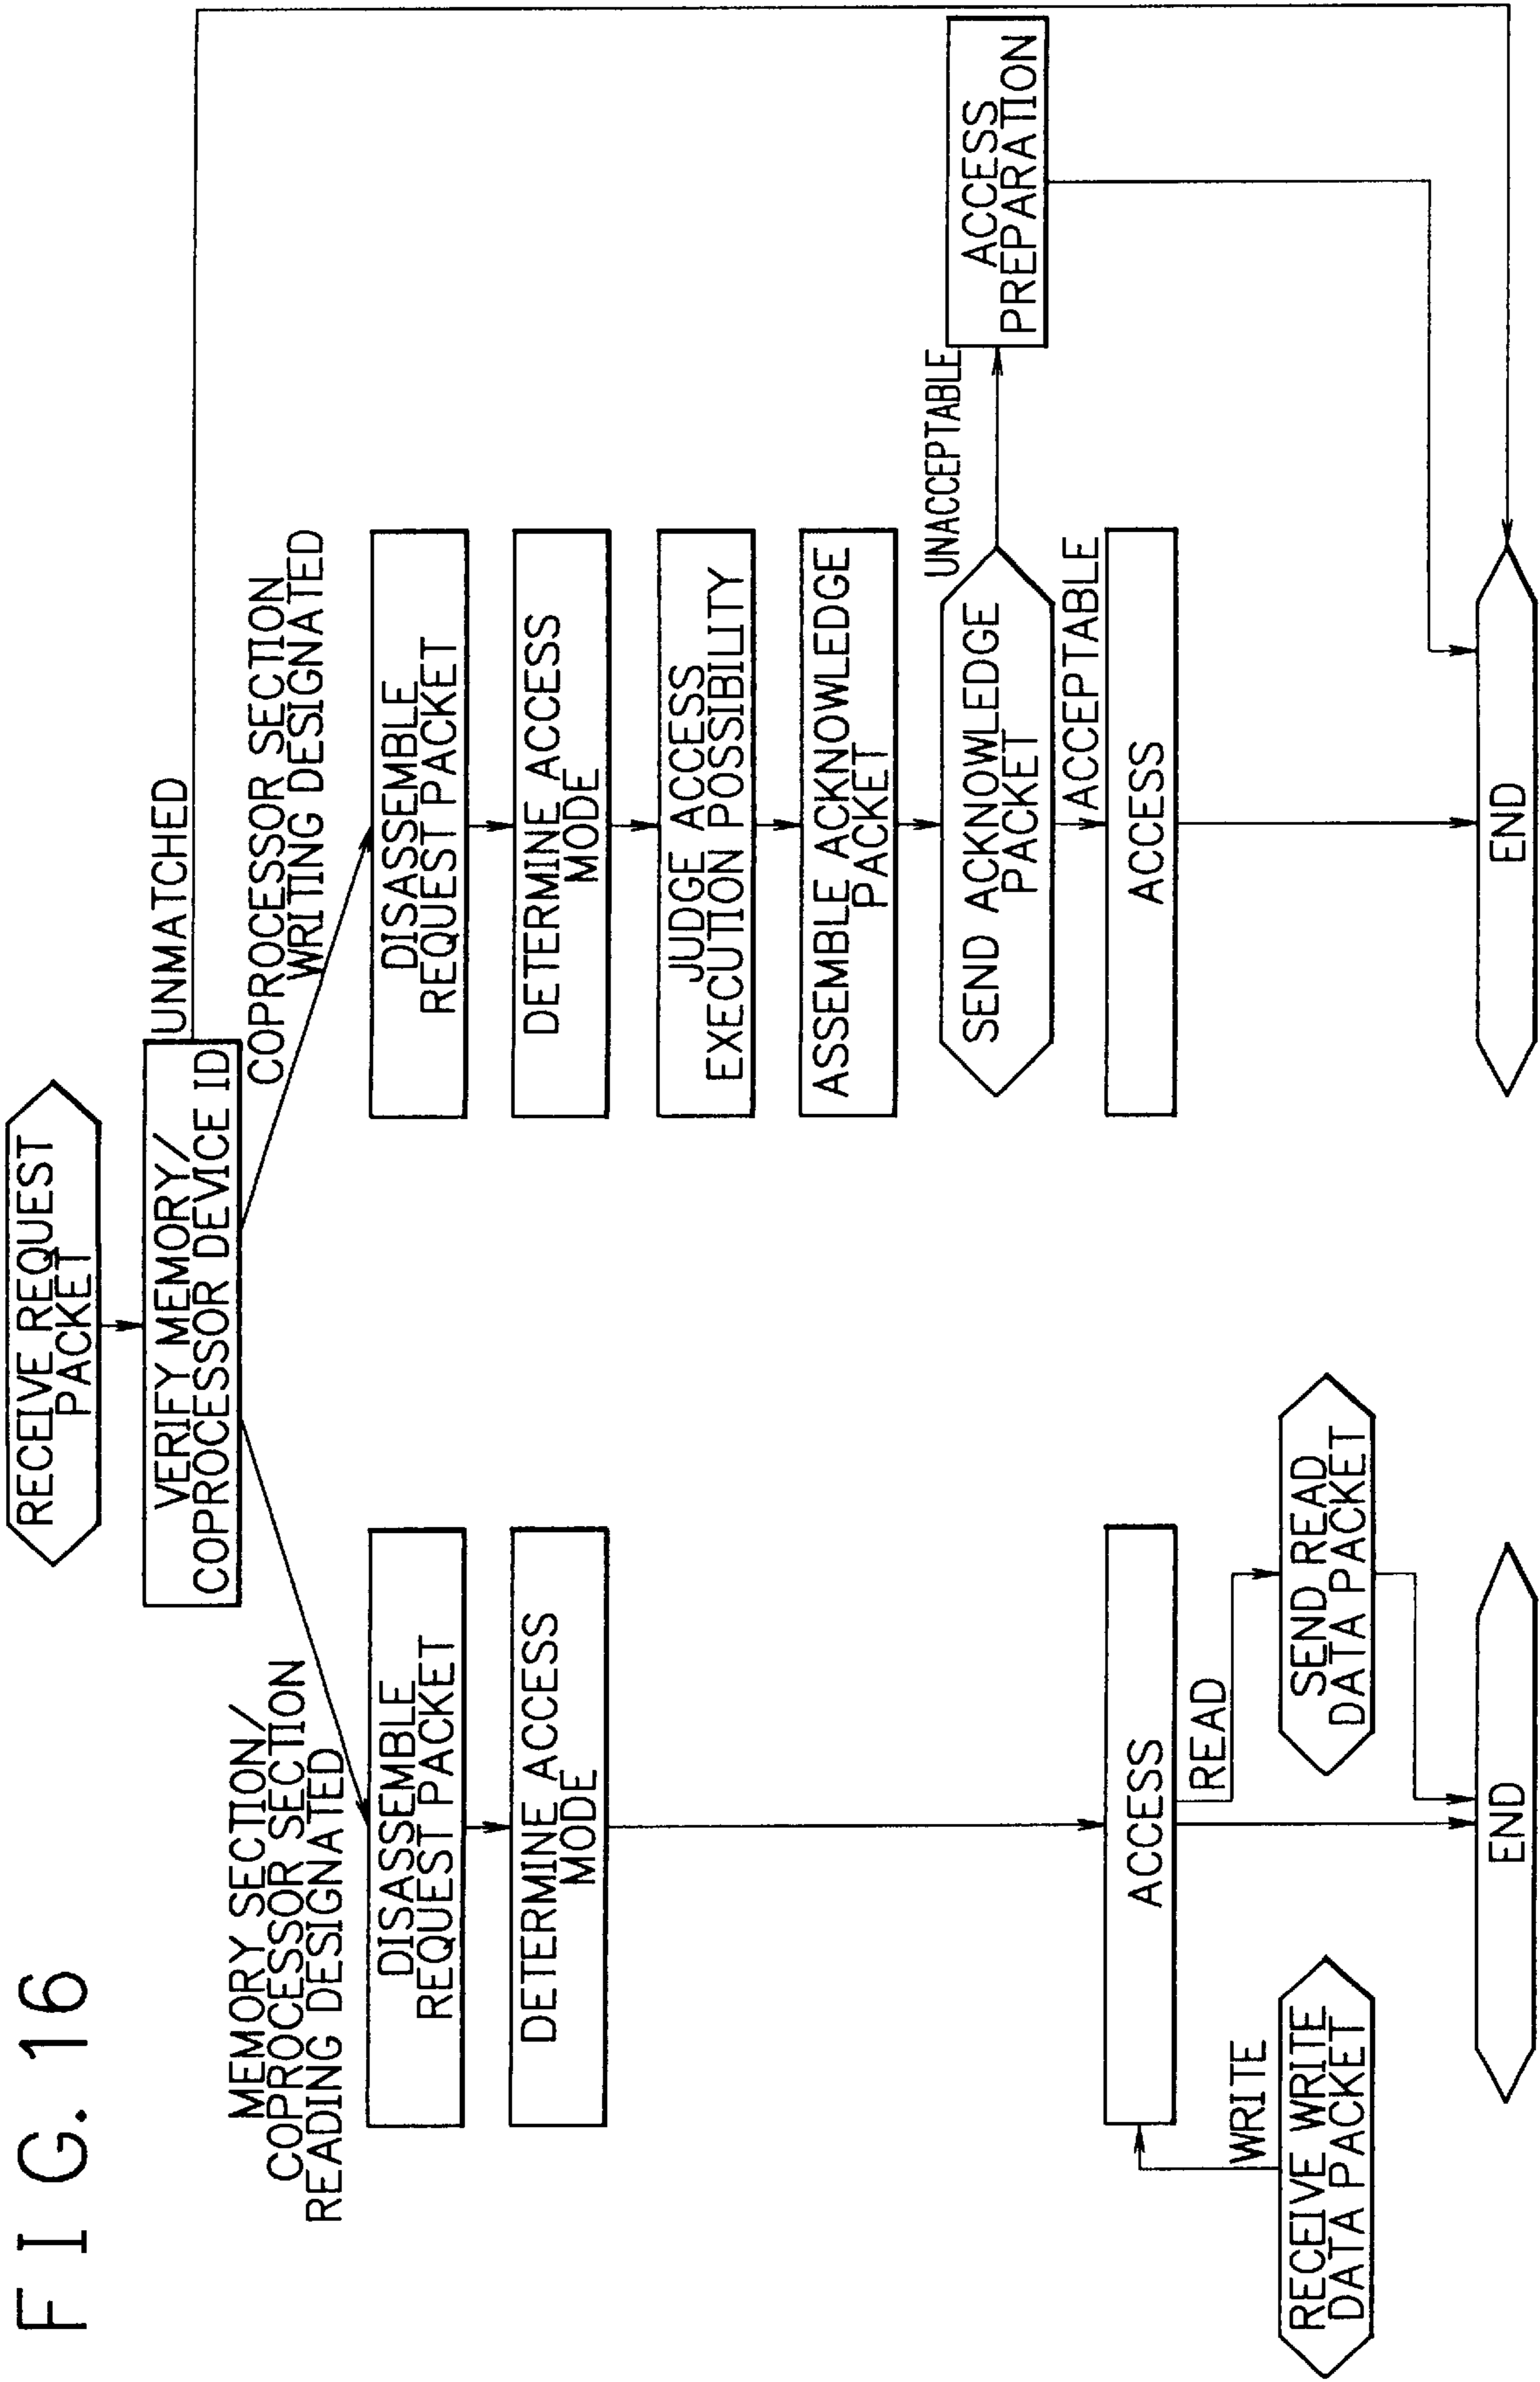 F I G. 16
RECEIVE REQUEST
PACKET
VERIFY MEMORY/
COPROCESSOR DEVICE ID
UNMATCHED
MEMORY SECTION/
COPROCESSOR SECTION
READING DESIGNATED
COPROCESSOR SECTION
WRITING DESIGNATED
DISASSEMBLE
REQUEST PACKET
DETERMINE ACCESS
MODE
DISASSEMBLE
REQUEST PACKET
DETERMINE ACCESS
MODE
JUDGE ACCESS
EXECUTION POSSIBILITY
ASSEMBLE ACKNOWLEDGE
PACKET
SEND ACKNOWLEDGE
PACKET
UNACCEPTABLE
ACCESS
PREPARATION
ACCEPTABLE
ACCESS
ACCESS
WRITE
READ
RECEIVE WRITE
DATA PACKET
SEND READ
DATA PACKET
END
END